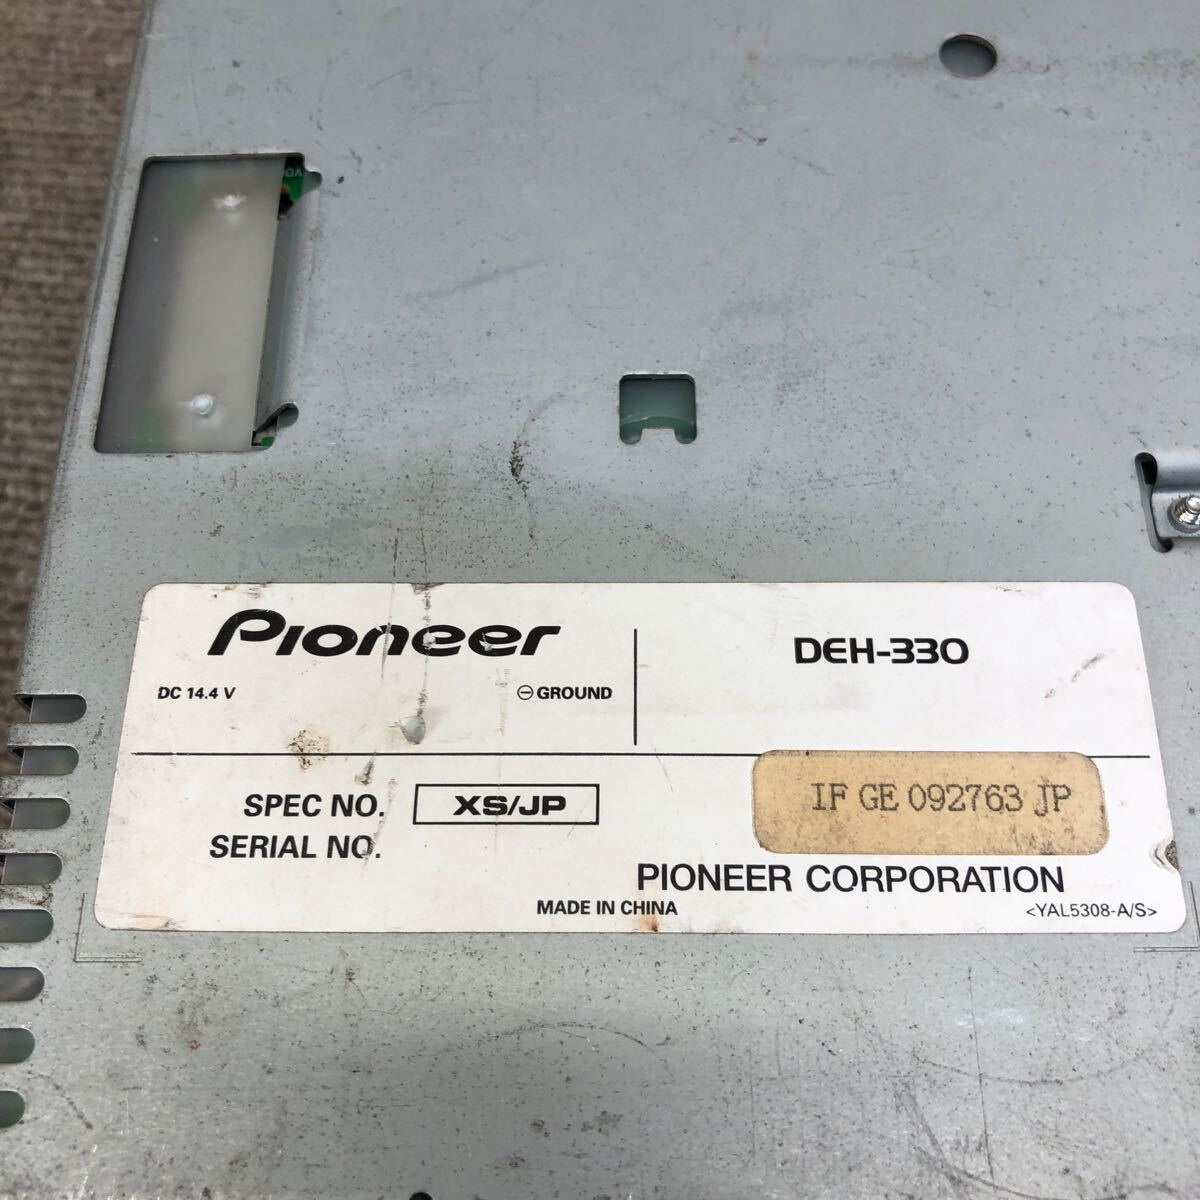 Pioneer
DEH-330
DC 14.4 V
⊖ GROUND
SPEC NO. XS/JP
IF GE 092763 JP
SERIAL NO.
PIONEER CORPORATION
MADE IN CHINA
<YAL5308-A/S>